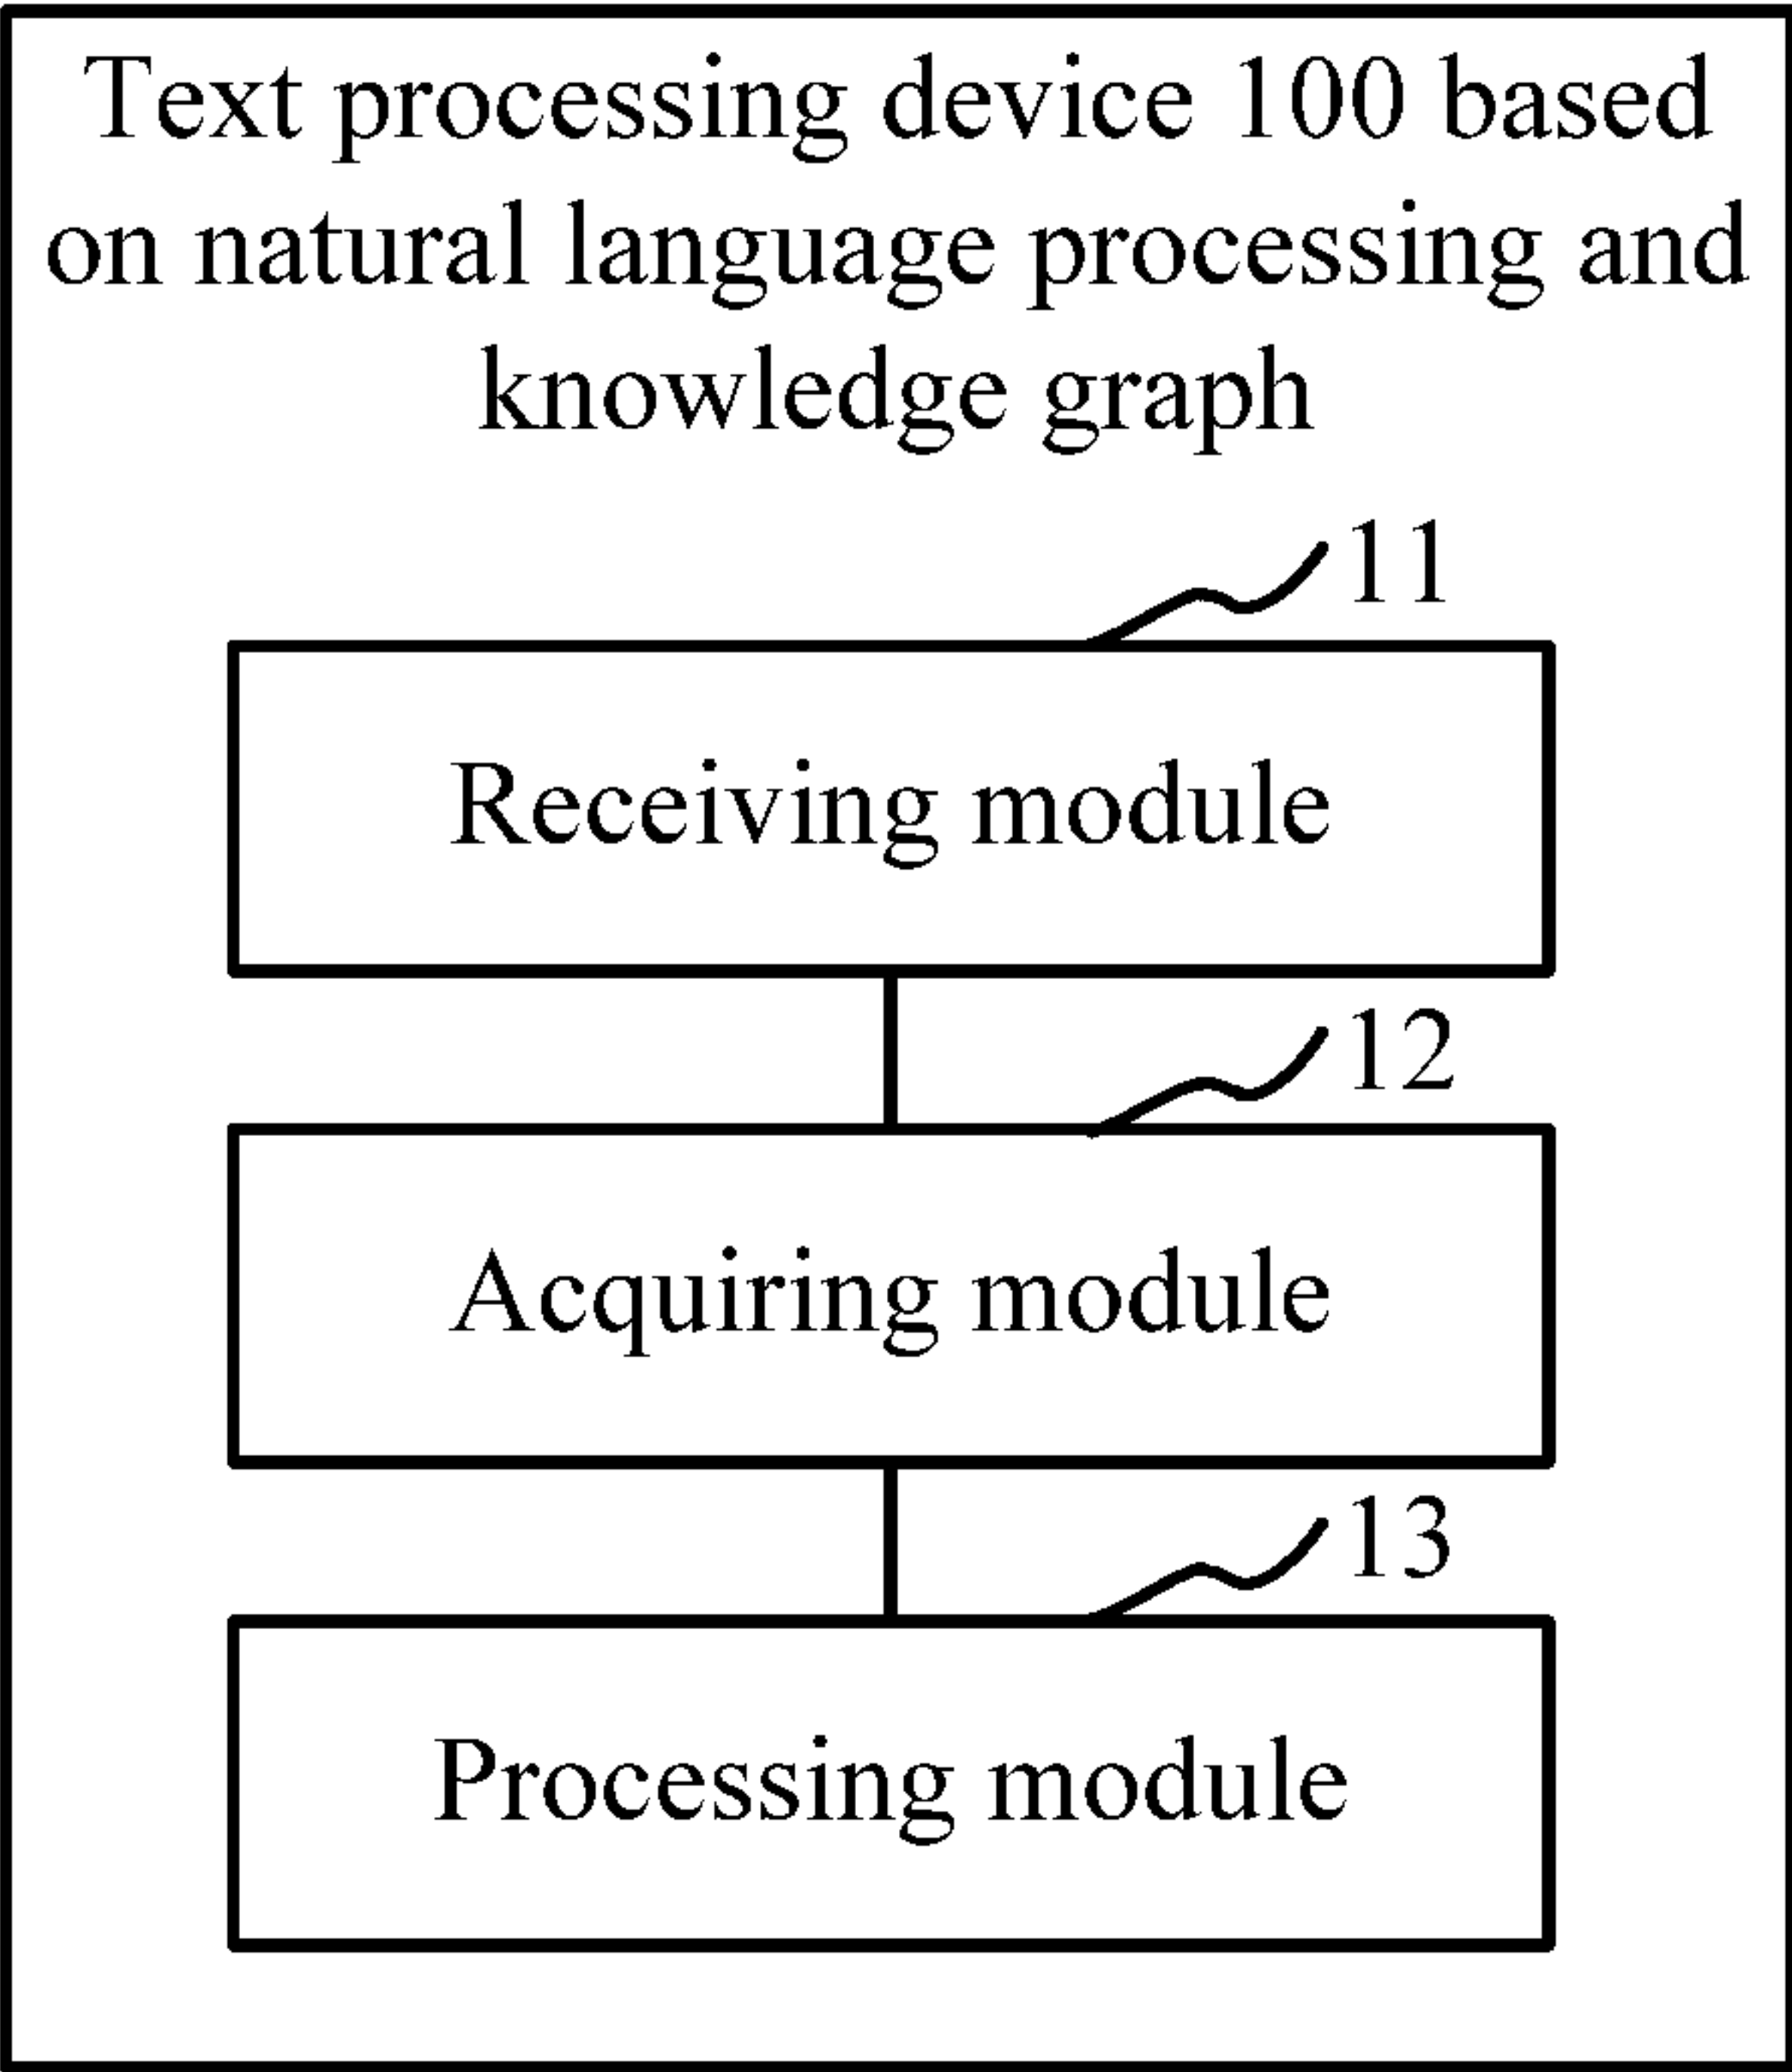 Text processing device 100 based
on natural language processing and
knowledge graph
11
Receiving module
12
Acquiring module
13
Processing module